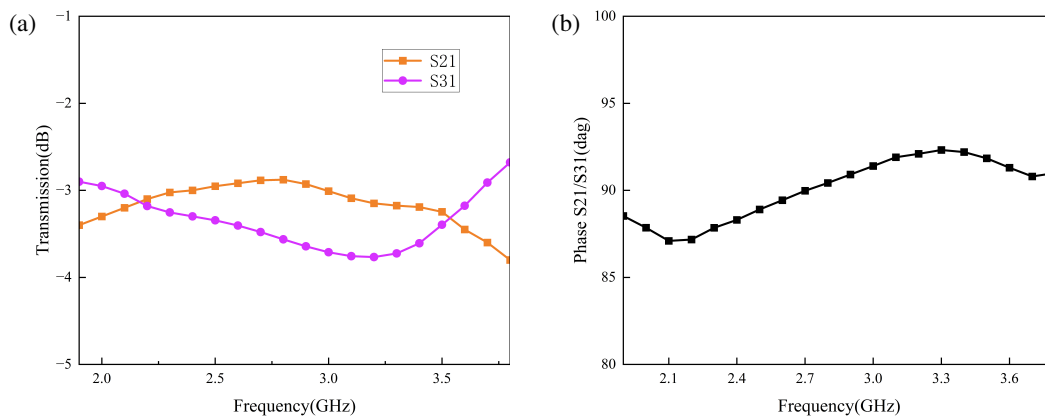 (a)
−1
−2
−3
−4
−5
Transmission(dB)
S21
S31
2.0 2.5 3.0 3.5
Frequency(GHz)
(b)
100
95
90
85
80
Phase S21/S31(dag)
2.1 2.4 2.7 3.0 3.3 3.6
Frequency(GHz)